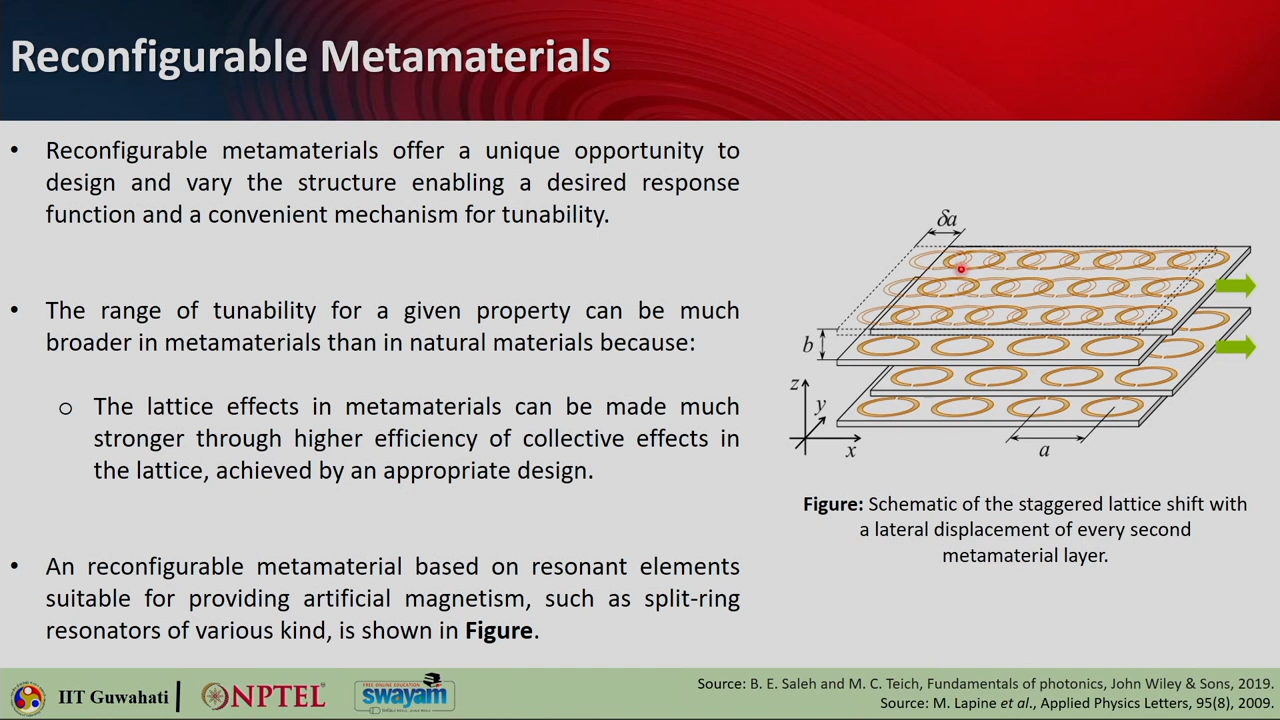 Reconfigurable Metamaterials
• Reconfigurable metamaterials offer a unique opportunity to
design and vary the structure enabling a desired response
function and a convenient mechanism for tunability.
• The range of tunability for a given property can be much
broader in metamaterials than in natural materials because:
o The lattice effects in metamaterials can be made much
stronger through higher efficiency of collective effects in
the lattice, achieved by an appropriate design.
• An reconfigurable metamaterial based on resonant elements
suitable for providing artificial magnetism, such as split-ring
resonators of various kind, is shown in Figure.
δa
b
z
y
x
a
Figure: Schematic of the staggered lattice shift with
a lateral displacement of every second
metamaterial layer.
IIT Guwahati
NPTEL
FREE ONLINE EDUCATION
swayam
Source: B. E. Saleh and M. C. Teich, Fundamentals of photonics, John Wiley & Sons, 2019.
Source: M. Lapine et al., Applied Physics Letters, 95(8), 2009.